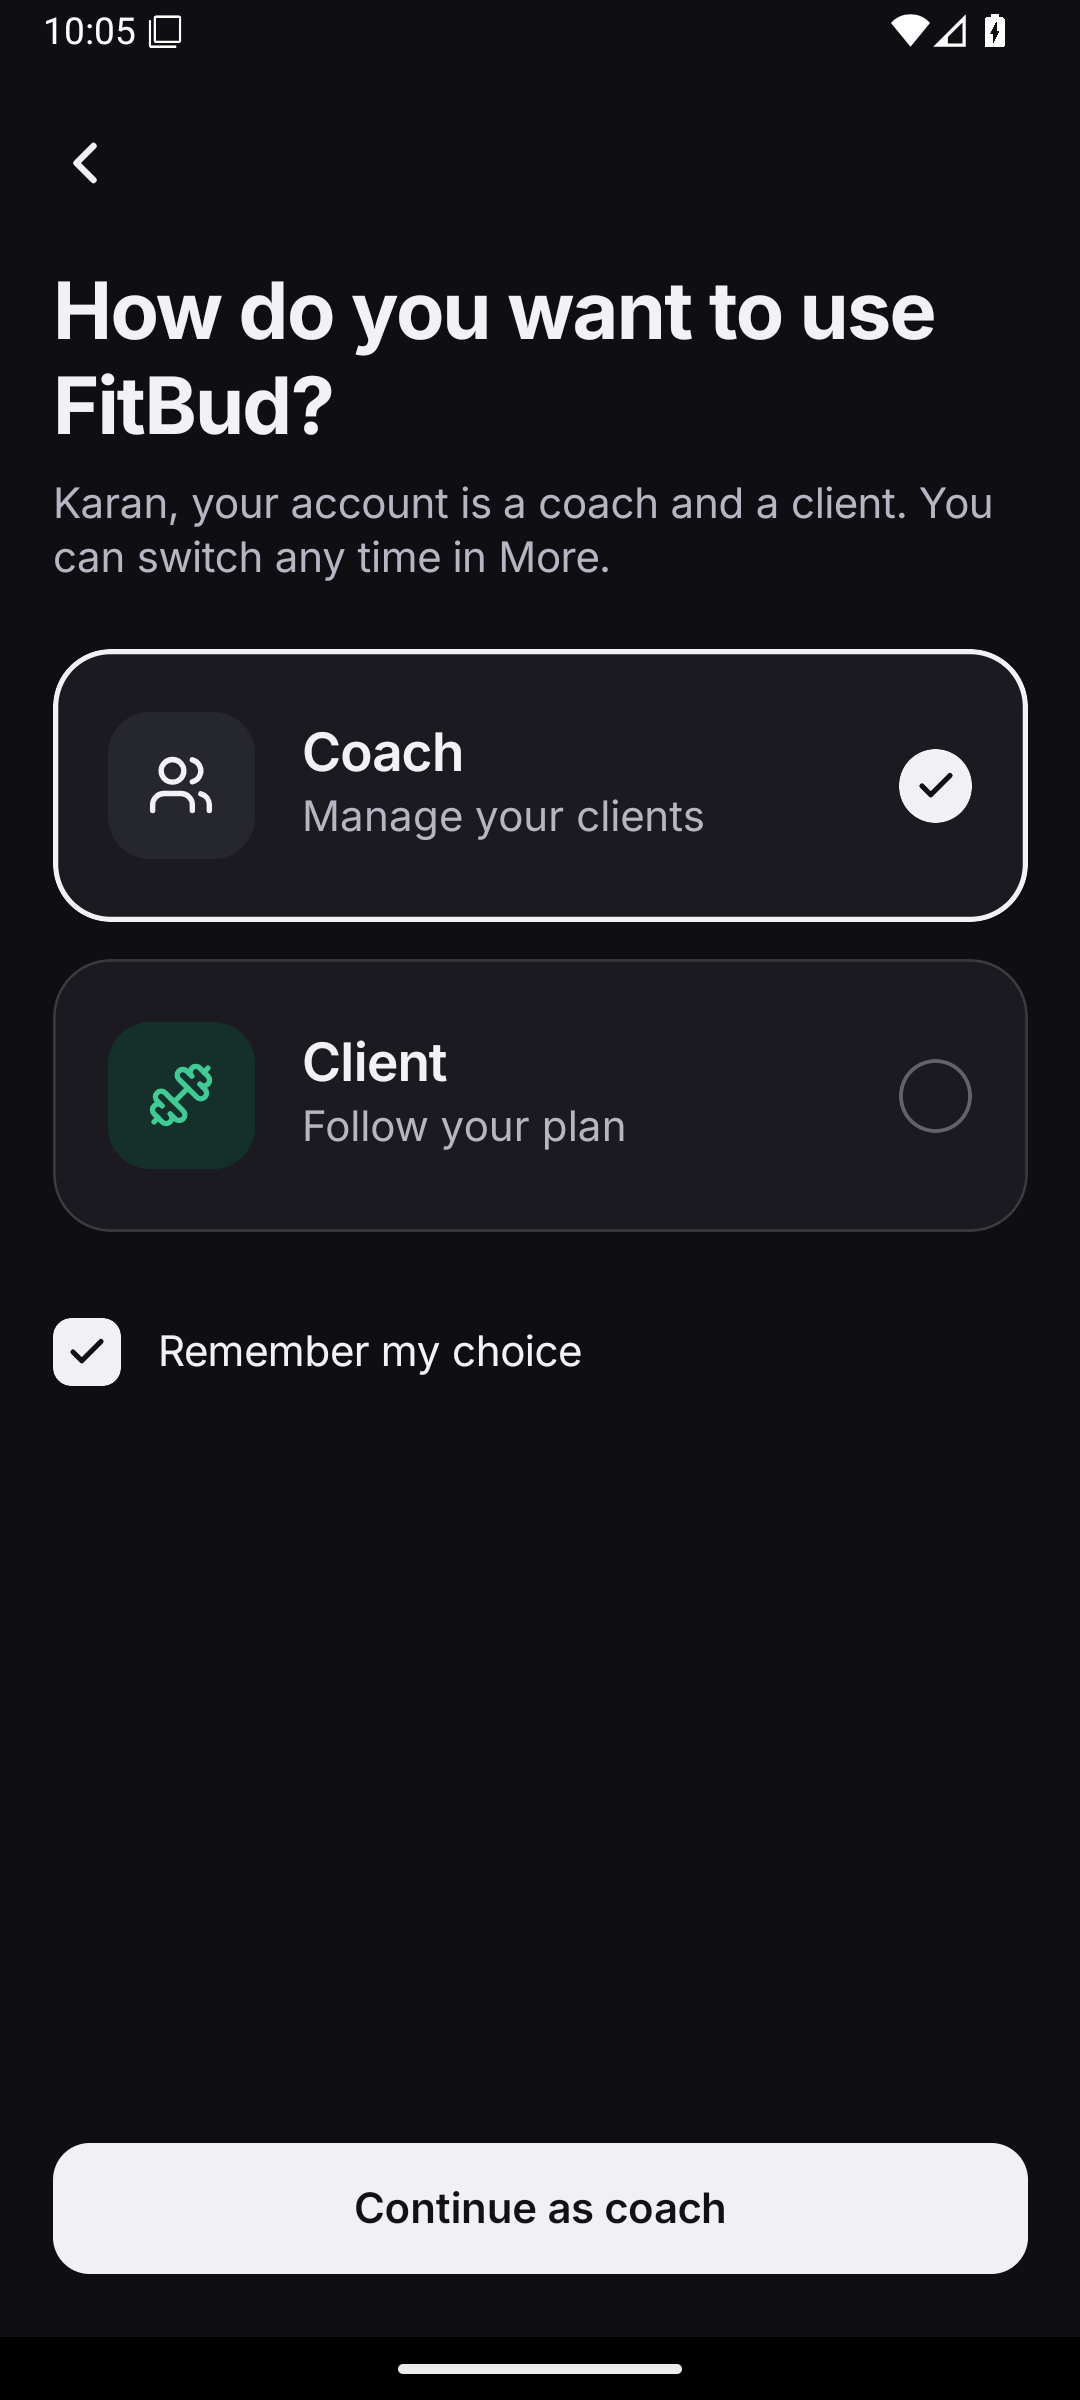 10:05
How do you want to use
FitBud?
Karan, your account is a coach and a client. You
can switch any time in More.
Coach
Manage your clients
Client
Follow your plan
Remember my choice
Continue as coach